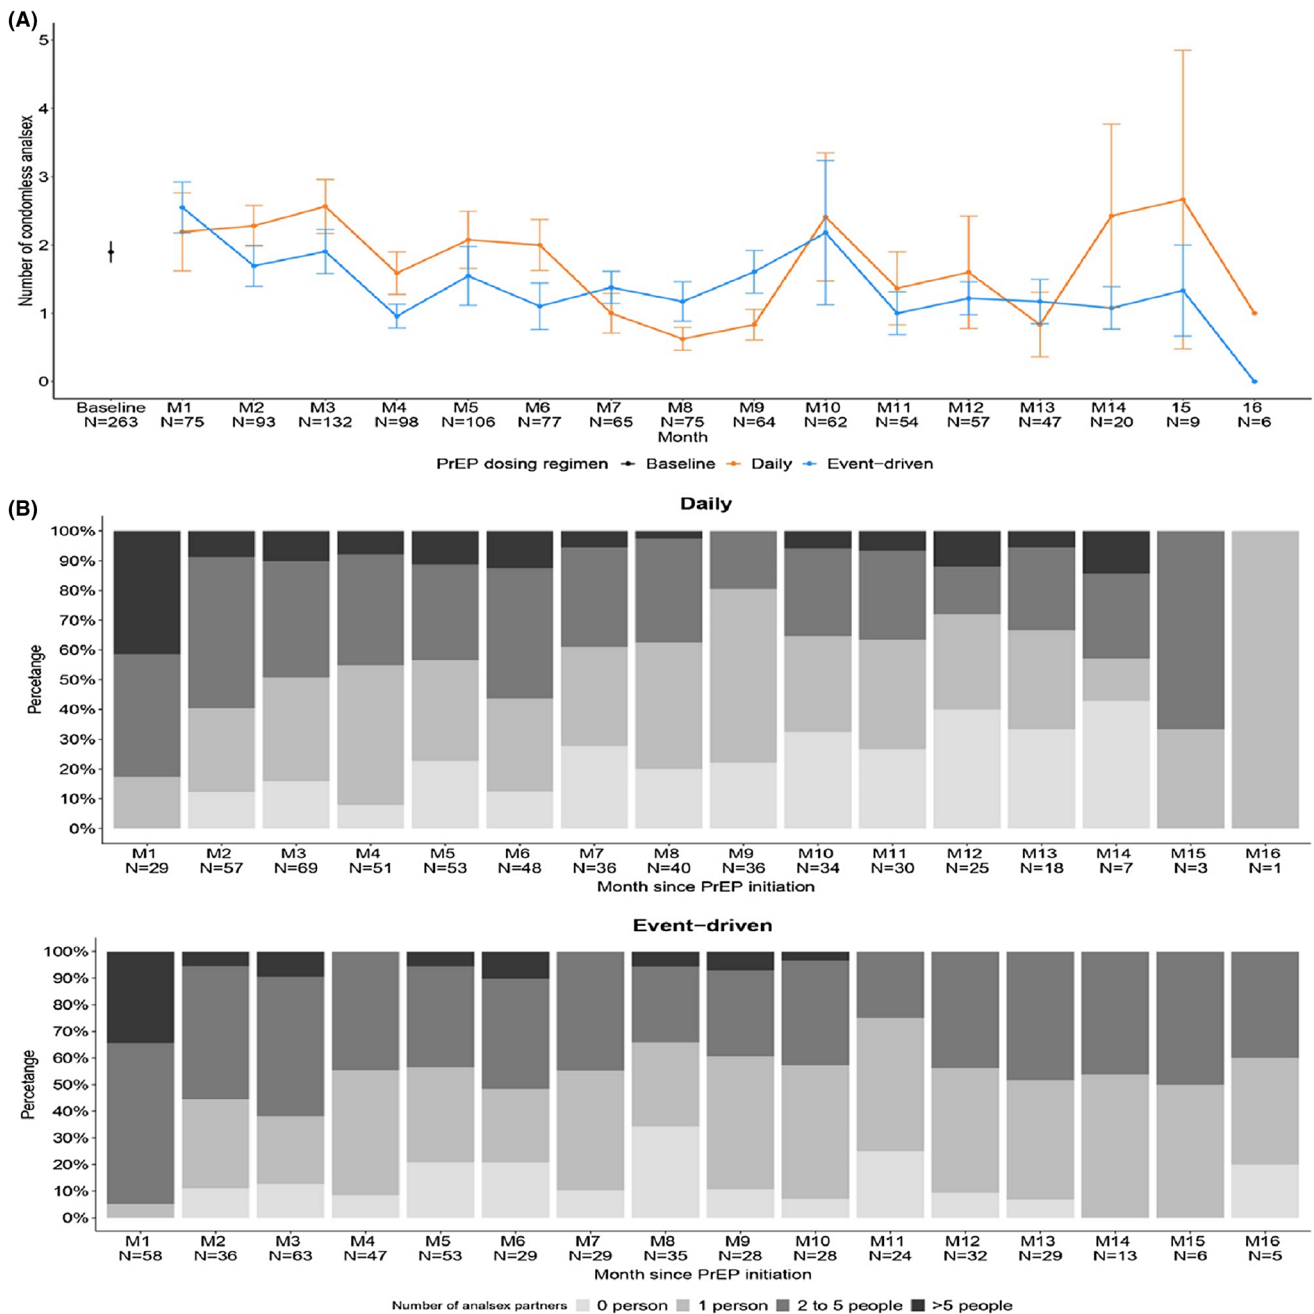 (A)
Number of condomless analsex
5
4
3
2
1
0
Baseline M1 M2 M3 M4 M5 M6 M7 M8 M9 M10 M11 M12 M13 M14 15 16
N=263 N=75 N=93 N=132 N=98 N=106 N=77 N=65 N=75 N=64 N=62 N=54 N=57 N=47 N=20 N=9 N=6
Month
PrEP dosing regimen Baseline Daily Event-driven
(B)
Daily
Percetange
100%
90%
80%
70%
60%
50%
40%
30%
20%
10%
0%
M1 M2 M3 M4 M5 M6 M7 M8 M9 M10 M11 M12 M13 M14 M15 M16
N=29 N=57 N=69 N=51 N=53 N=48 N=36 N=40 N=36 N=34 N=30 N=25 N=18 N=7 N=3 N=1
Month since PrEP initiation
Event-driven
Percetange
100%
90%
80%
70%
60%
50%
40%
30%
20%
10%
0%
M1 M2 M3 M4 M5 M6 M7 M8 M9 M10 M11 M12 M13 M14 M15 M16
N=58 N=36 N=63 N=47 N=53 N=29 N=29 N=35 N=28 N=28 N=24 N=32 N=29 N=13 N=6 N=5
Month since PrEP initiation
Number of analsex partners 0 person 1 person 2 to 5 people >5 people